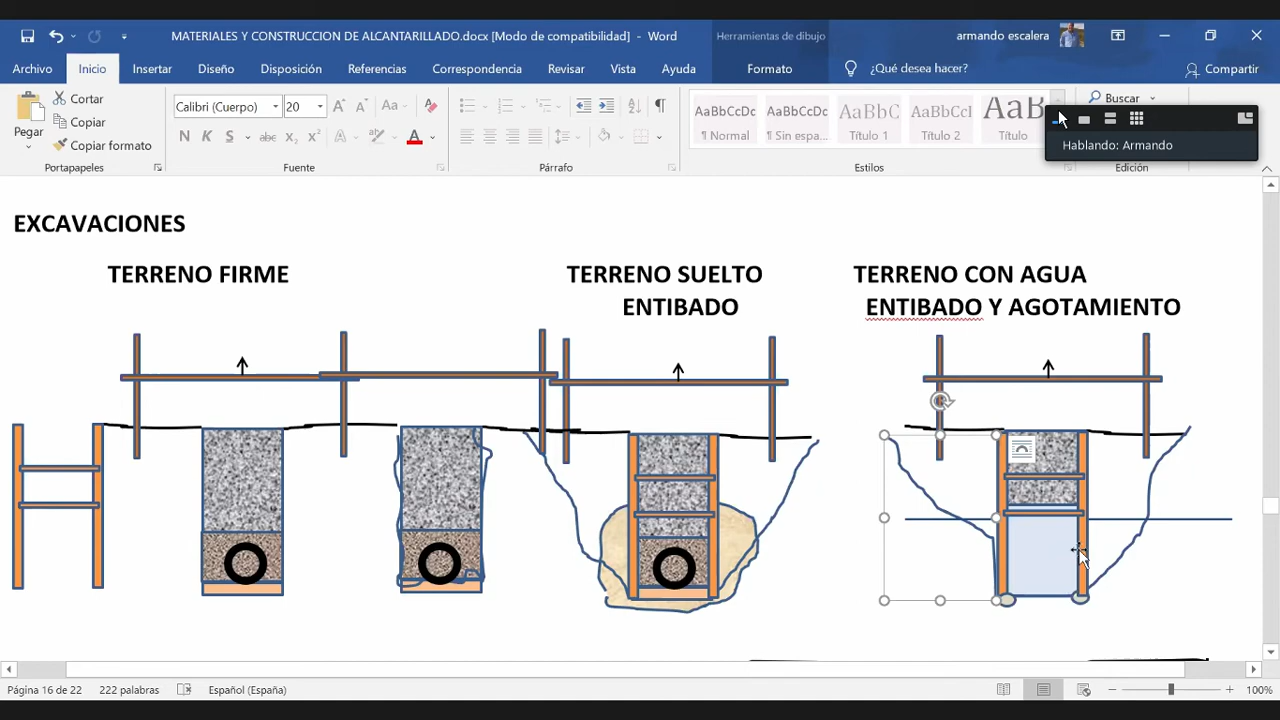 MATERIALES Y CONSTRUCCION DE ALCANTARILLADO.docx [Modo de compatibilidad] - Word
Herramientas de dibujo
armando escalera
Archivo Inicio Insertar Diseño Disposición Referencias Correspondencia Revisar Vista Ayuda Formato ¿Qué desea hacer? Compartir
Pegar
Cortar
Copiar
Copiar formato
Portapapeles
Calibri (Cuerpo) 20
Aa
N K S abc x₂ x²
Fuente
Párrafo
AaBbCcDc AaBbCcDc AaBbC AaBbCcI AaB
¶ Normal ¶ Sin espa... Título 1 Título 2 Título
Estilos
Buscar
Edición
Hablando: Armando
EXCAVACIONES
TERRENO FIRME
TERRENO SUELTO
ENTIBADO
TERRENO CON AGUA
ENTIBADO Y AGOTAMIENTO
Página 16 de 22 222 palabras Español (España) 100%